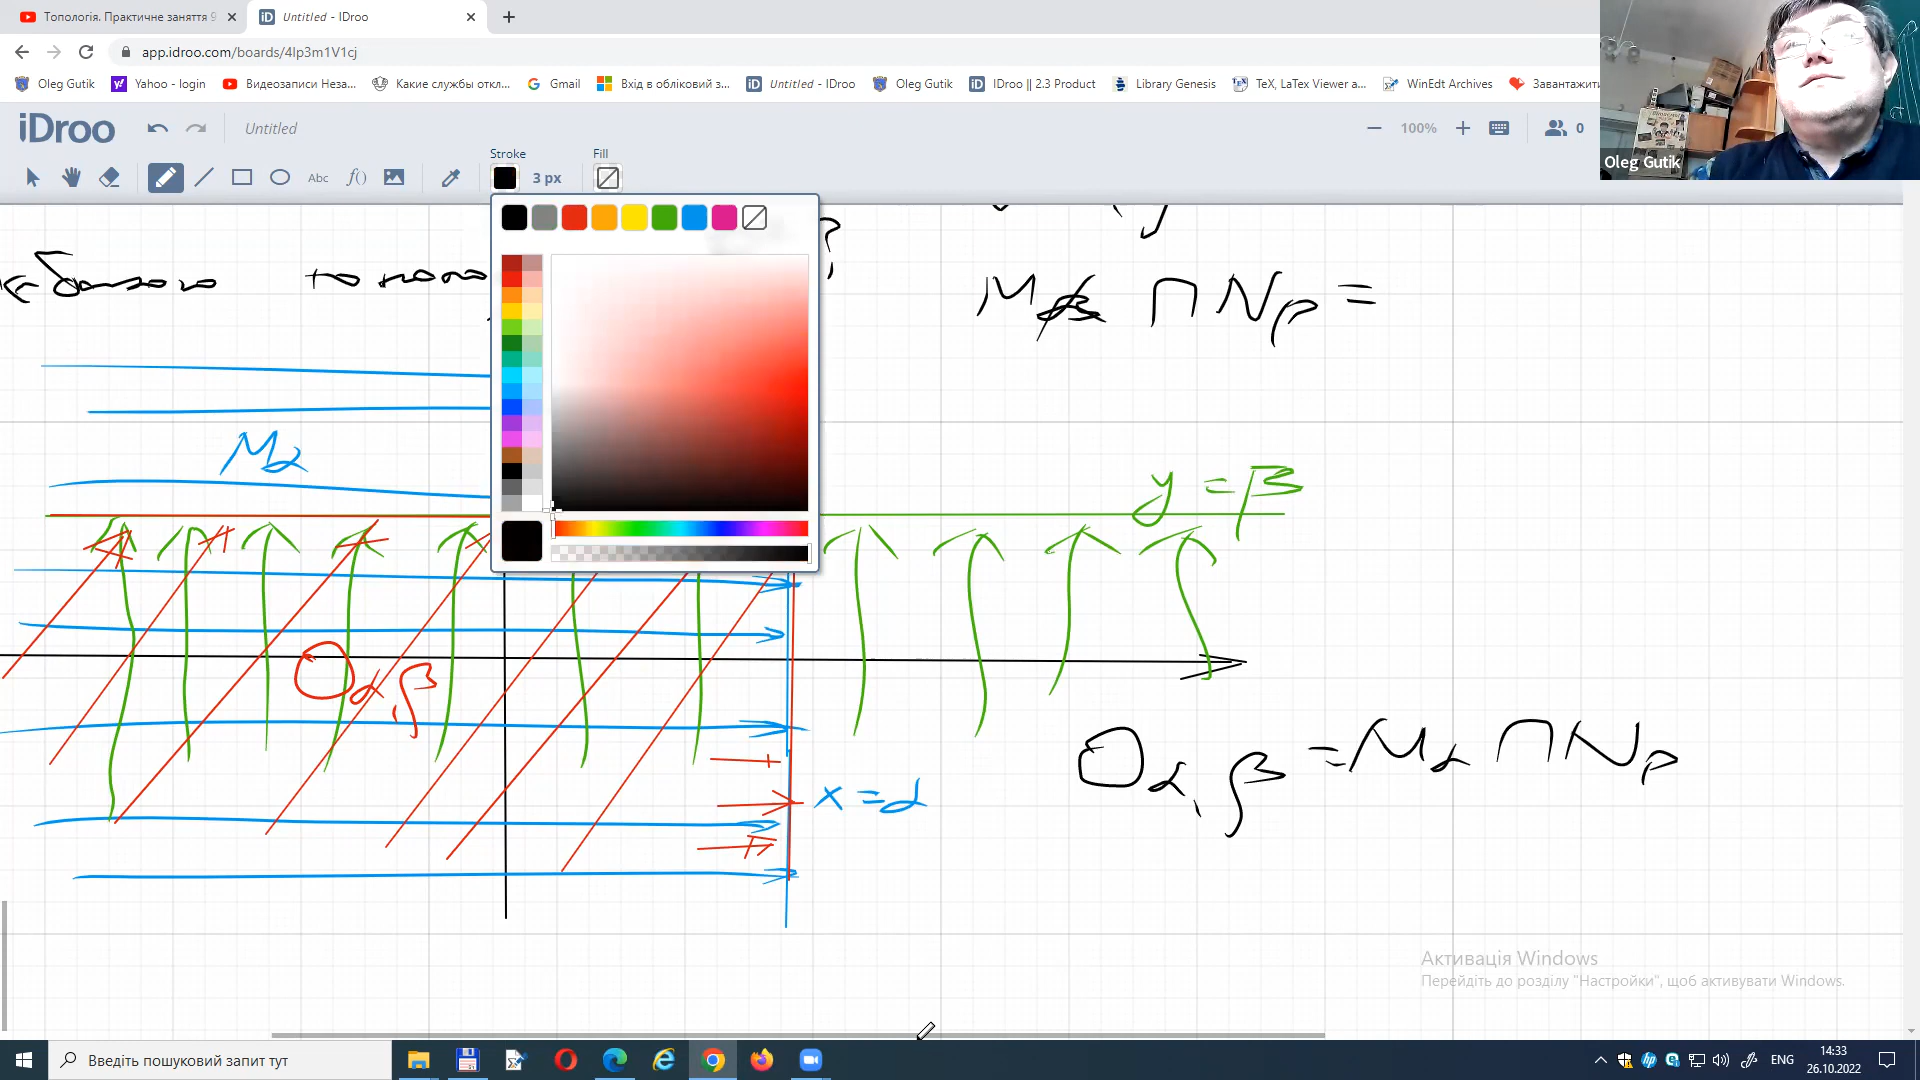 Топологія. Практичне заняття 9
Untitled - IDroo
app.idroo.com/boards/4lp3m1V1cj
Oleg Gutik
Yahoo - login
Видеозаписи Неза...
Какие службы откл...
Gmail
Вхід в обліковий з...
Untitled - IDroo
Oleg Gutik
IDroo || 2.3 Product
Library Genesis
TeX, LaTex Viewer a...
WinEdt Archives
Завантажити
iDroo
Untitled
100%
0
Oleg Gutik
Stroke
Fill
Abc
f()
3 px
?
∩ Nβ =
Mα
y = β
Oα,β
Oα,β = Mα ∩ Nβ
x = α
Активація Windows
Перейдіть до розділу "Настройки", щоб активувати Windows.
Введіть пошуковий запит тут
ENG
14:33
26.10.2022